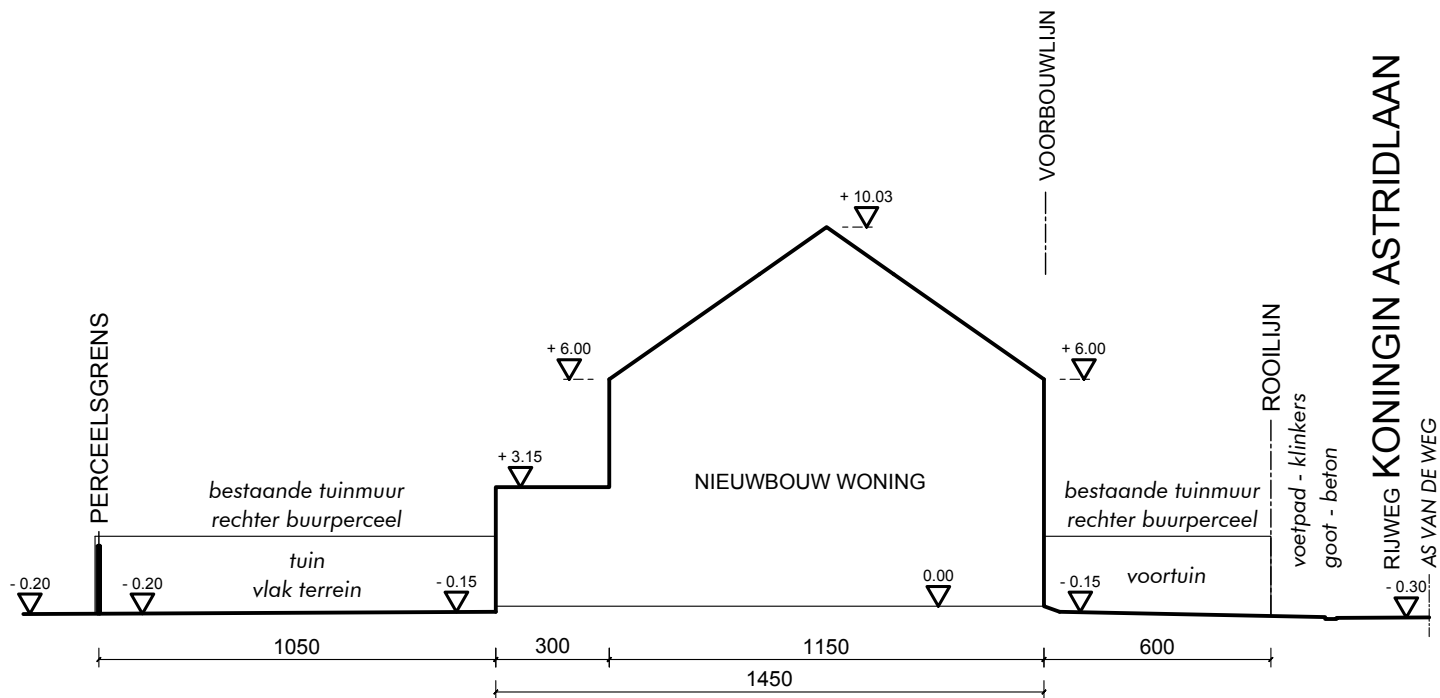 VOORBOUWLIJN
KONINGIN ASTRIDLAAN
RIJWEG
AS VAN DE WEG
+ 10.03
+ 6.00
+ 6.00
PERCEELSGRENS
ROOILIJN
voetpad - klinkers
goot - beton
+ 3.15
NIEUWBOUW WONING
bestaande tuinmuur
rechter buurperceel
bestaande tuinmuur
rechter buurperceel
tuin
vlak terrein
voortuin
- 0.20
- 0.20
- 0.15
0.00
- 0.15
- 0.30
1050
300
1150
600
1450